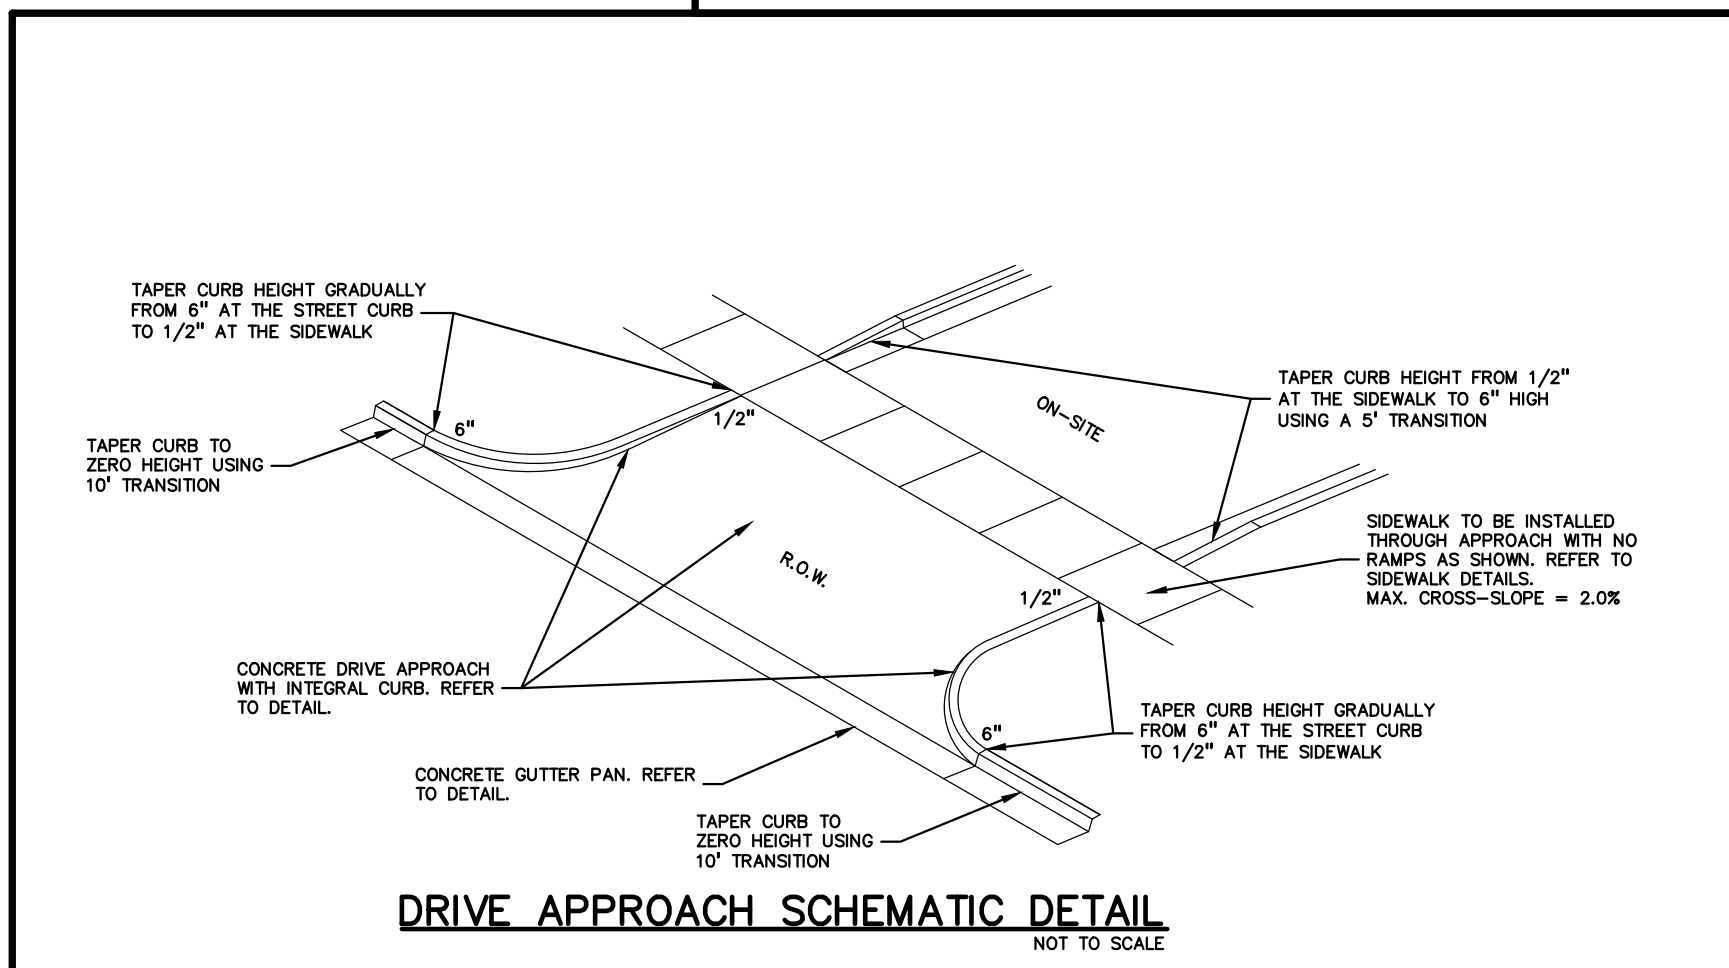 TAPER CURB HEIGHT GRADUALLY
FROM 6" AT THE STREET CURB
TO 1/2" AT THE SIDEWALK
6"
1/2"
TAPER CURB TO
ZERO HEIGHT USING
10' TRANSITION
ON-SITE
TAPER CURB HEIGHT FROM 1/2"
AT THE SIDEWALK TO 6" HIGH
USING A 5' TRANSITION
SIDEWALK TO BE INSTALLED
THROUGH APPROACH WITH NO
RAMPS AS SHOWN. REFER TO
SIDEWALK DETAILS.
MAX. CROSS-SLOPE = 2.0%
R.O.W.
1/2"
CONCRETE DRIVE APPROACH
WITH INTEGRAL CURB. REFER
TO DETAIL.
6"
TAPER CURB HEIGHT GRADUALLY
FROM 6" AT THE STREET CURB
TO 1/2" AT THE SIDEWALK
CONCRETE GUTTER PAN. REFER
TO DETAIL.
TAPER CURB TO
ZERO HEIGHT USING
10' TRANSITION
DRIVE APPROACH SCHEMATIC DETAIL
NOT TO SCALE